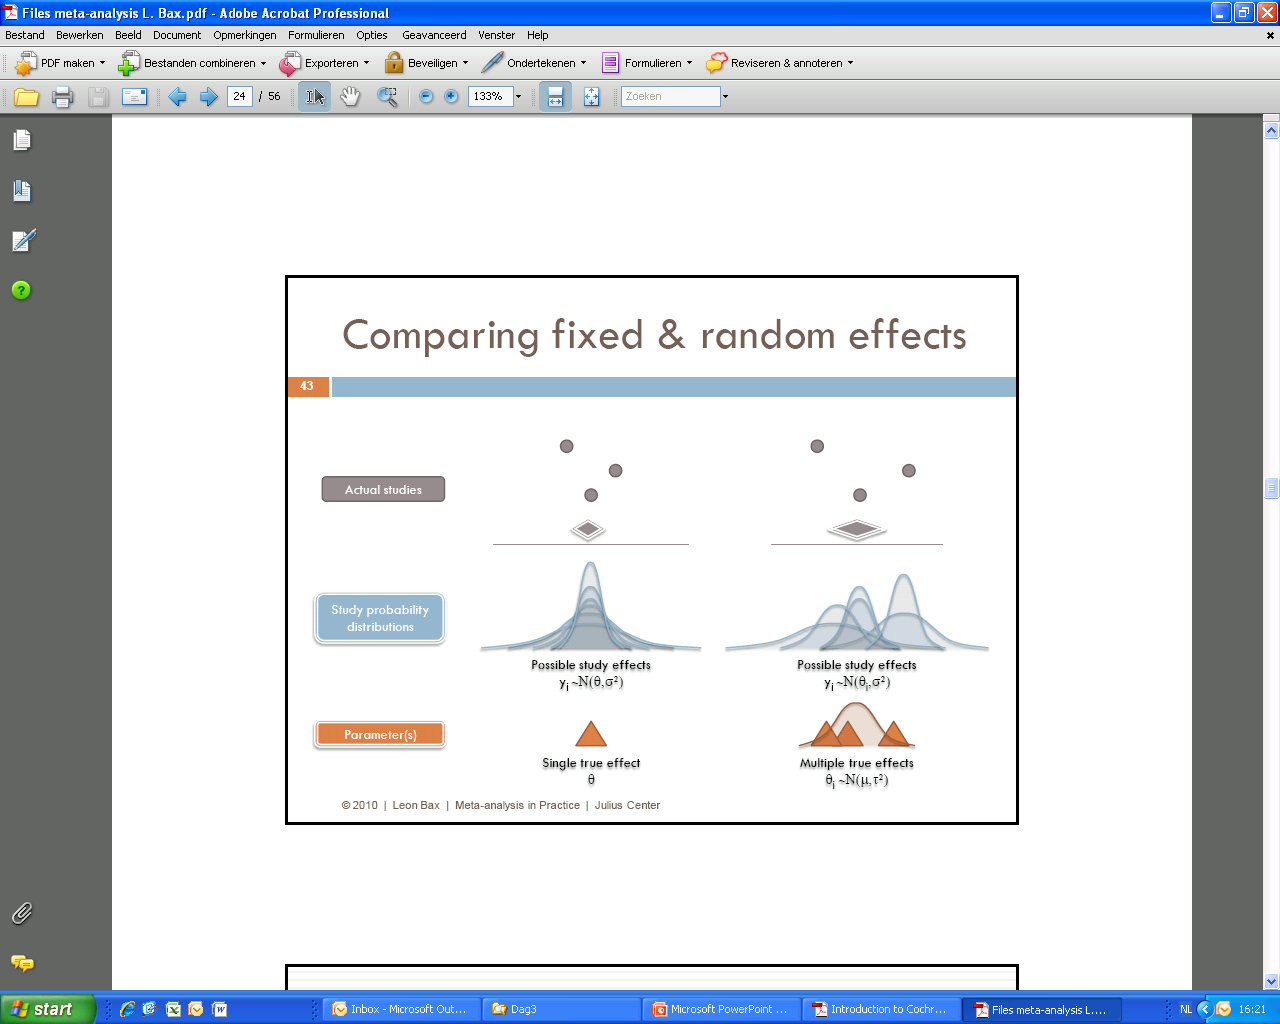 Files meta-analysis L. Bax.pdf - Adobe Acrobat Professional
Bestand Bewerken Beeld Document Opmerkingen Formulieren Opties Geavanceerd Venster Help
PDF maken Bestanden combineren Exporteren Beveiligen Ondertekenen Formulieren Reviseren & annoteren
24 / 56 133% Zoeken
Comparing fixed & random effects
43
Actual studies
Study probability
distributions
Possible study effects
yi ~N(θ,σ²)
Possible study effects
yi ~N(θi,σ²)
Parameter(s)
Single true effect
θ
Multiple true effects
θi ~N(μ,τ²)
© 2010 | Leon Bax | Meta-analysis in Practice | Julius Center
start Inbox - Microsoft Out... Dag3 Microsoft PowerPoint ... Introduction to Cochr... Files meta-analysis L.... NL 16:21